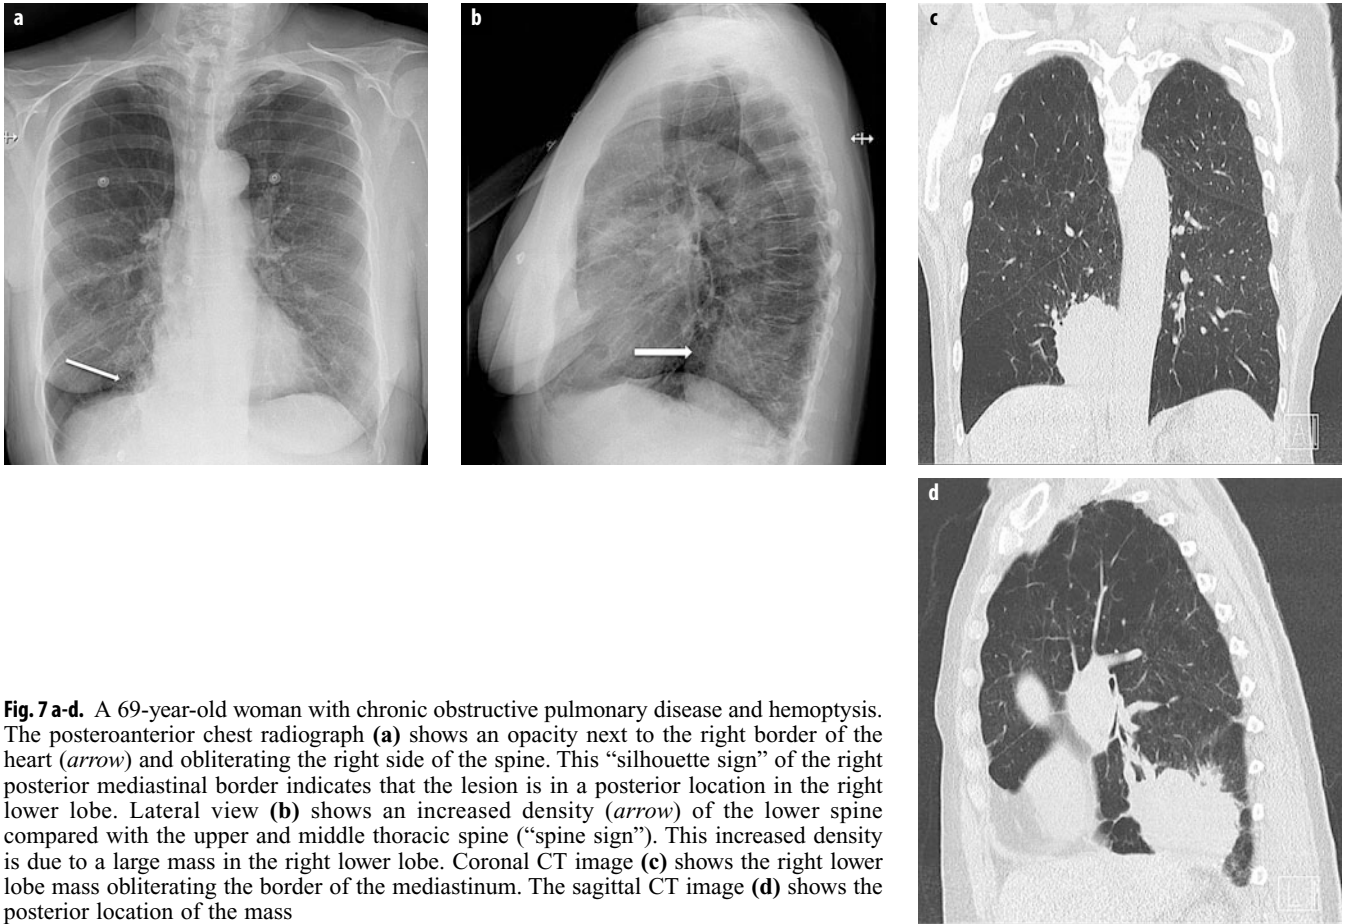 a
b
c
d
Fig. 7 a-d. A 69-year-old woman with chronic obstructive pulmonary disease and hemoptysis.
The posteroanterior chest radiograph (a) shows an opacity next to the right border of the
heart (arrow) and obliterating the right side of the spine. This “silhouette sign” of the right
posterior mediastinal border indicates that the lesion is in a posterior location in the right
lower lobe. Lateral view (b) shows an increased density (arrow) of the lower spine
compared with the upper and middle thoracic spine (“spine sign”). This increased density
is due to a large mass in the right lower lobe. Coronal CT image (c) shows the right lower
lobe mass obliterating the border of the mediastinum. The sagittal CT image (d) shows the
posterior location of the mass